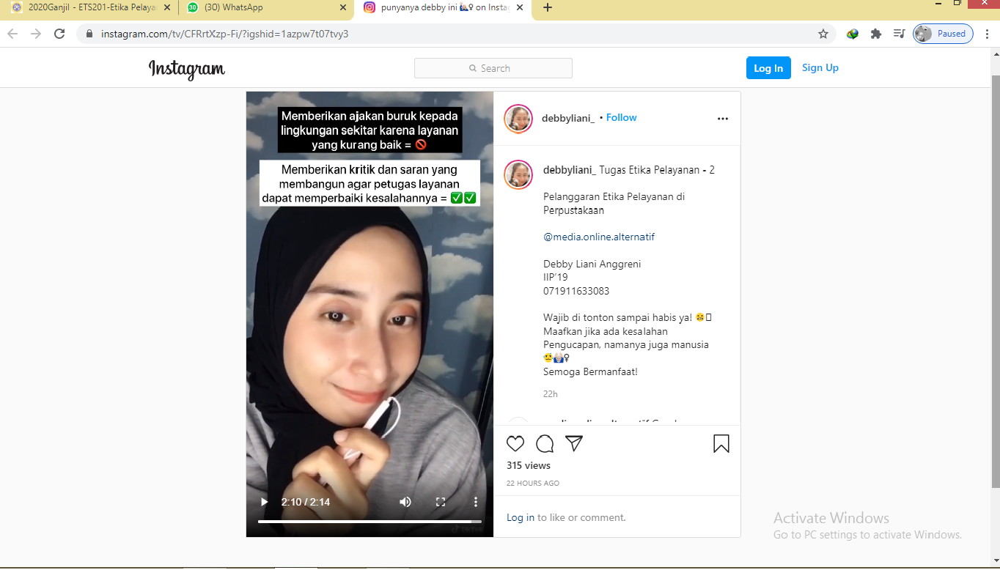 2020Ganjil - ETS201-Etika Pelaya
(30) WhatsApp
punyanya debby ini 🙋🏻‍♀ on Insta
instagram.com/tv/CFRrtXzp-Fi/?igshid=1azpw7t07tvy3
Paused
Instagram
Search
Log In
Sign Up
Memberikan ajakan buruk kepada
lingkungan sekitar karena layanan
yang kurang baik = 🚫
Memberikan kritik dan saran yang
membangun agar petugas layanan
dapat memperbaiki kesalahannya = ✅✅
2:10 / 2:14
TikTok
debbyliani_ • Follow
debbyliani_ Tugas Etika Pelayanan - 2
Pelanggaran Etika Pelayanan di
Perpustakaan
@media.online.alternatif
Debby Liani Anggreni
IIP'19
071911633083
Wajib di tonton sampai habis ya!
Maafkan jika ada kesalahan
Pengucapan, namanya juga manusia
Semoga Bermanfaat!
22h
315 views
22 HOURS AGO
Log in to like or comment.
Activate Windows
Go to PC settings to activate Windows.